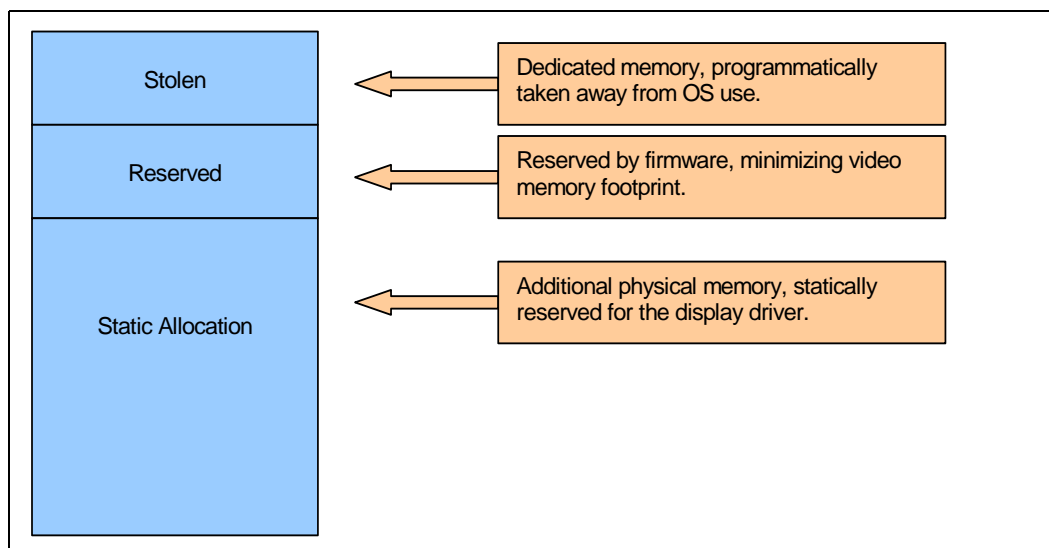 Stolen
Dedicated memory, programmatically
taken away from OS use.
Reserved
Reserved by firmware, minimizing video
memory footprint.
Static Allocation
Additional physical memory, statically
reserved for the display driver.